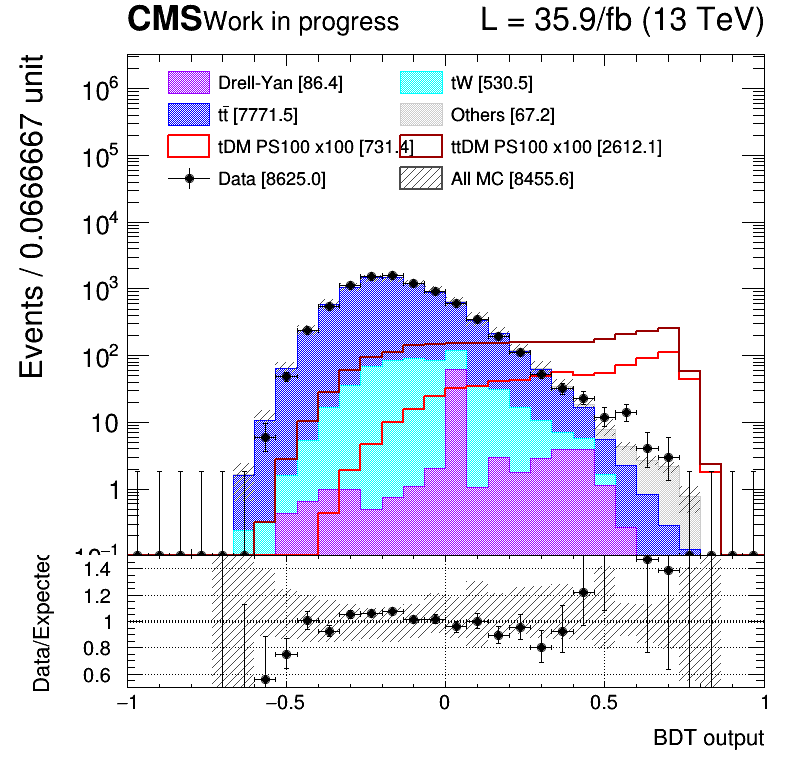 CMS Work in progress L = 35.9/fb (13 TeV)
Events / 0.0666667 unit
Drell-Yan [86.4] tW [530.5]
tt̄ [7771.5] Others [67.2]
tDM PS100 x100 [731.4] ttDM PS100 x100 [2612.1]
Data [8625.0] All MC [8455.6]
10⁶
10⁵
10⁴
10³
10²
10
1
10⁻¹
Data/Expected
1.4
1.2
1
0.8
0.6
−1 −0.5 0 0.5 1
BDT output